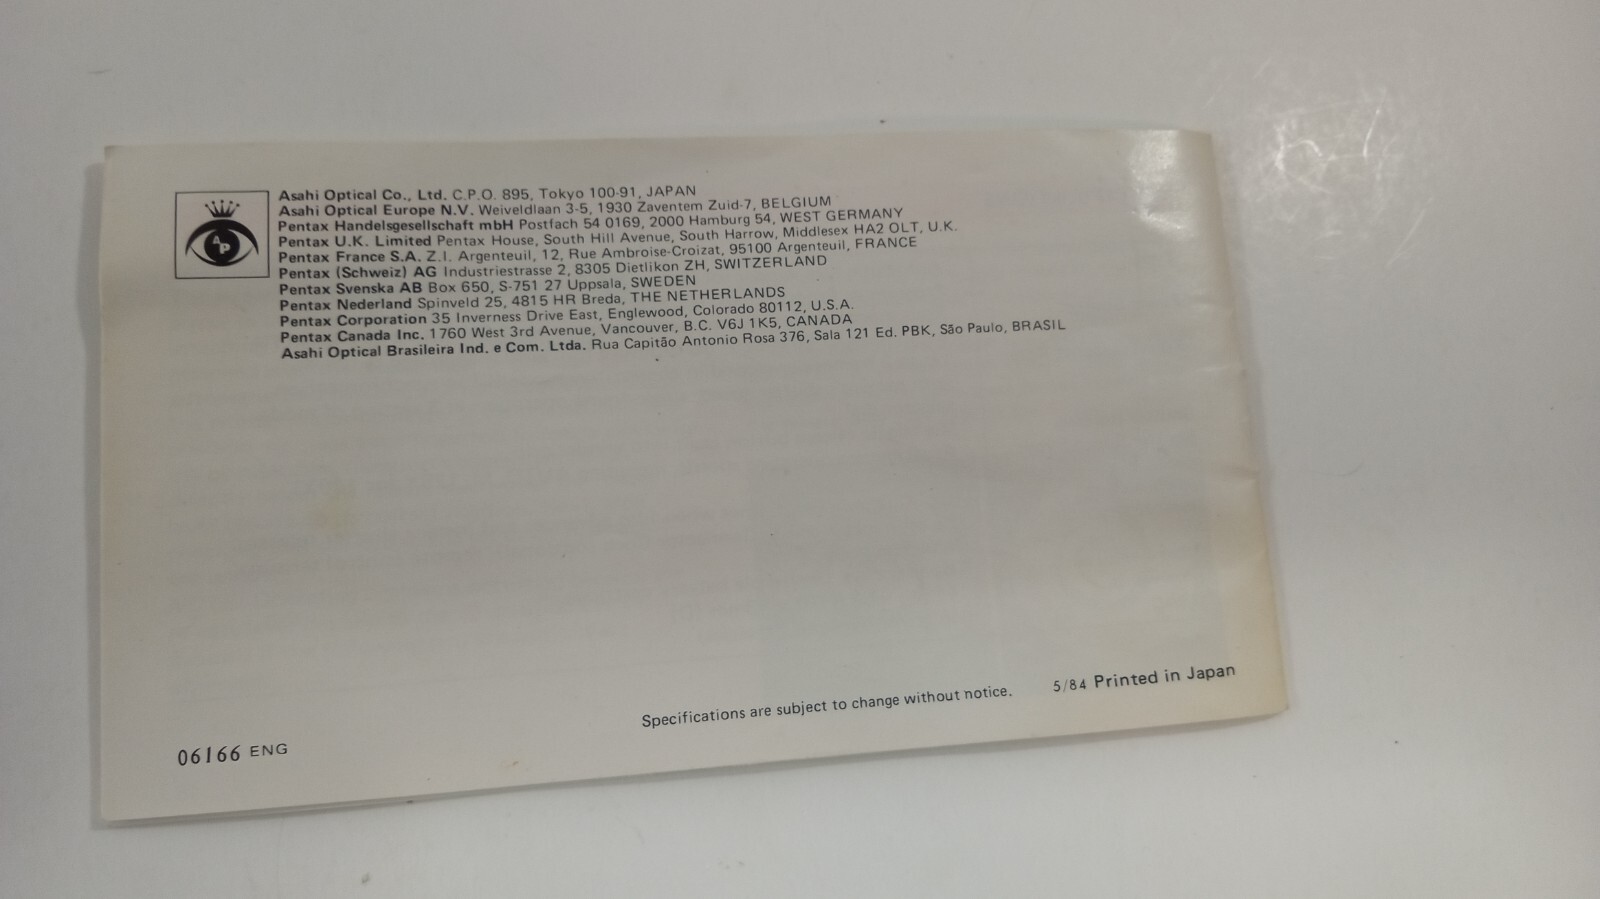 AP
Asahi Optical Co., Ltd. C.P.O. 895, Tokyo 100-91, JAPAN
Asahi Optical Europe N.V. Weiveldlaan 3-5, 1930 Zaventem Zuid-7, BELGIUM
Pentax Handelsgesellschaft mbH Postfach 54 0169, 2000 Hamburg 54, WEST GERMANY
Pentax U.K. Limited Pentax House, South Hill Avenue, South Harrow, Middlesex HA2 OLT, U.K.
Pentax France S.A. Z.I. Argenteuil, 12, Rue Ambroise-Croizat, 95100 Argenteuil, FRANCE
Pentax (Schweiz) AG Industriestrasse 2, 8305 Dietlikon ZH, SWITZERLAND
Pentax Svenska AB Box 650, S-751 27 Uppsala, SWEDEN
Pentax Nederland Spinveld 25, 4815 HR Breda, THE NETHERLANDS
Pentax Corporation 35 Inverness Drive East, Englewood, Colorado 80112, U.S.A.
Pentax Canada Inc. 1760 West 3rd Avenue, Vancouver, B.C. V6J 1K5, CANADA
Asahi Optical Brasileira Ind. e Com. Ltda. Rua Capitão Antonio Rosa 376, Sala 121 Ed. PBK, São Paulo, BRASIL
Specifications are subject to change without notice. 5/84 Printed in Japan
06166 ENG